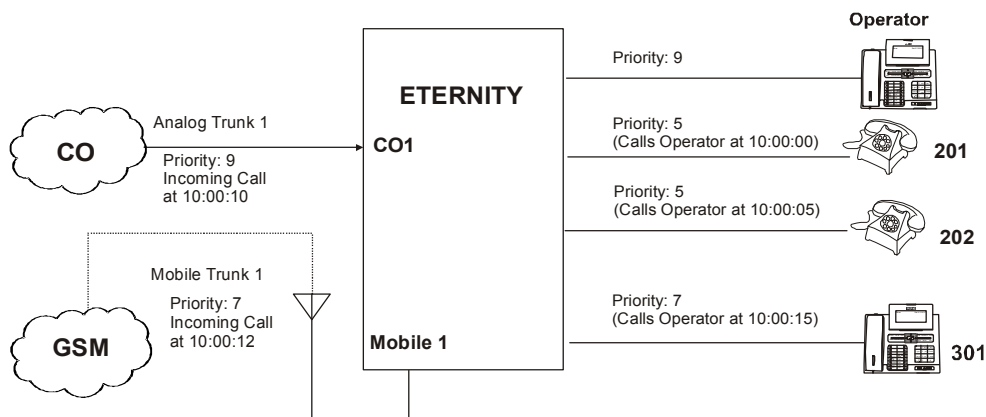 Operator
Priority: 9
ETERNITY
Analog Trunk 1
CO
CO1
Priority: 9
Incoming Call
at 10:00:10
Priority: 5
(Calls Operator at 10:00:00)
201
Priority: 5
(Calls Operator at 10:00:05)
202
Mobile Trunk 1
Priority: 7
Incoming Call
at 10:00:12
GSM
Mobile 1
Priority: 7
(Calls Operator at 10:00:15)
301